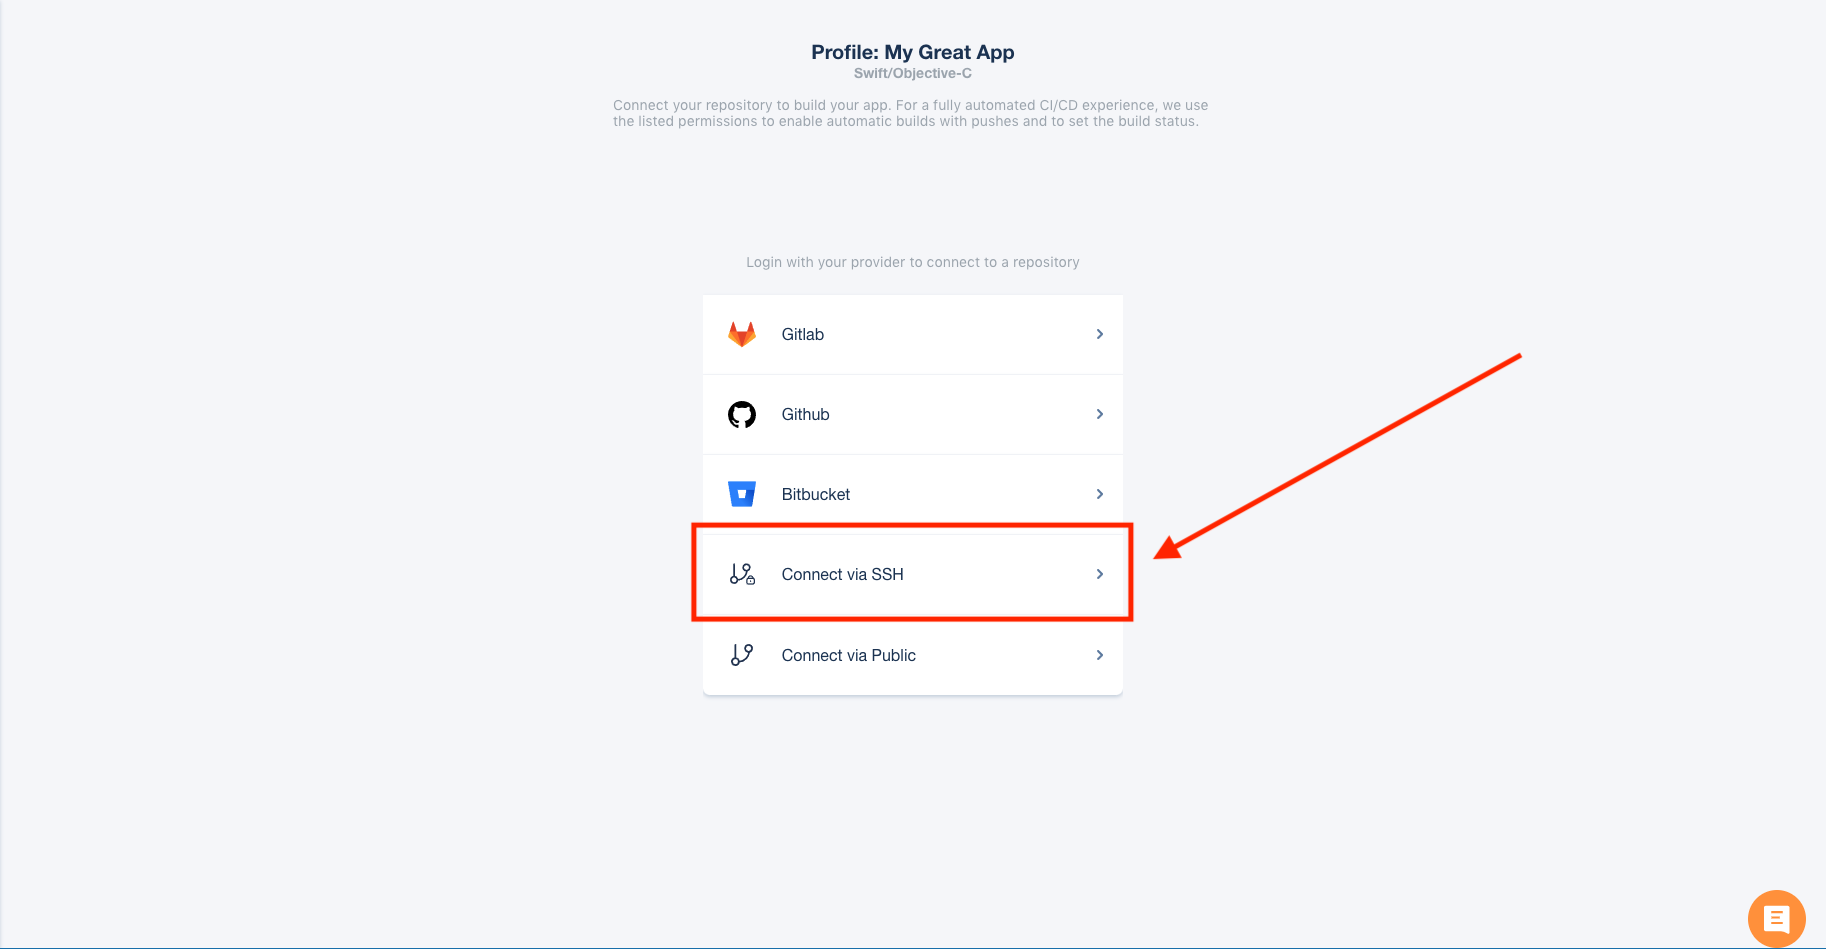 Profile: My Great App
Swift/Objective-C
Connect your repository to build your app. For a fully automated CI/CD experience, we use
the listed permissions to enable automatic builds with pushes and to set the build status.
Login with your provider to connect to a repository
Gitlab
Github
Bitbucket
Connect via SSH
Connect via Public